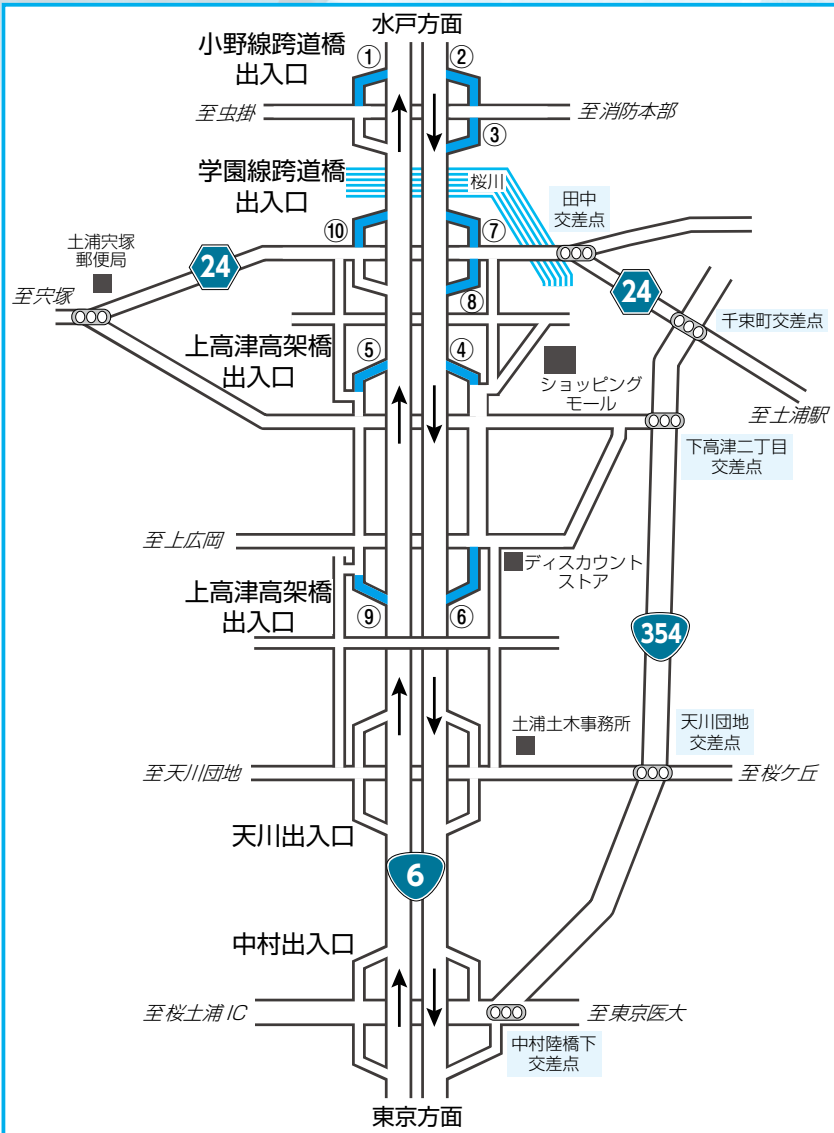 水戸方面
小野線跨道橋
出入口
①
②
至虫掛
至消防本部
③
学園線跨道橋
出入口
桜川
田中
交差点
土浦宍塚
郵便局
24
⑩
⑦
至宍塚
⑧
24
千束町交差点
上高津高架橋
出入口
⑤
④
ショッピング
モール
至土浦駅
下高津二丁目
交差点
至上広岡
ディスカウント
ストア
上高津高架橋
出入口
⑨
⑥
354
土浦土木事務所
天川団地
交差点
至天川団地
至桜ケ丘
天川出入口
6
中村出入口
至桜土浦IC
至東京医大
中村陸橋下
交差点
東京方面